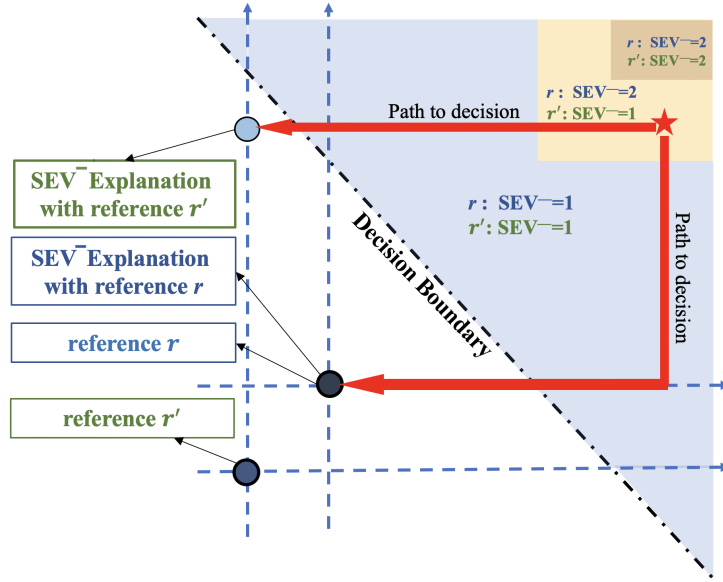 r : SEV⁻=2
r′: SEV⁻=2
r : SEV⁻=2
r′: SEV⁻=1
Path to decision
SEV⁻ Explanation
with reference r′
r : SEV⁻=1
r′: SEV⁻=1
Path to decision
SEV⁻ Explanation
with reference r
Decision Boundary
reference r
reference r′